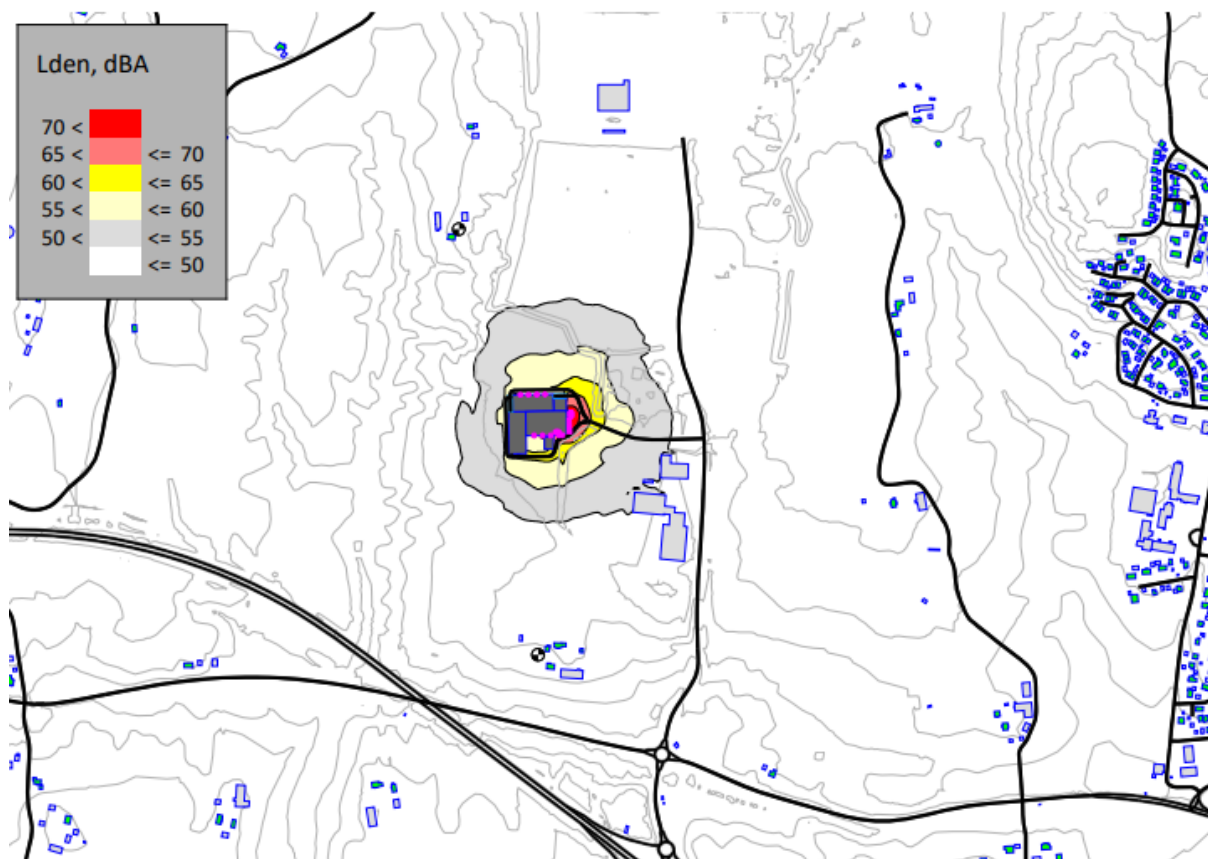 Lden, dBA
70 <
65 < <= 70
60 < <= 65
55 < <= 60
50 < <= 55
<= 50